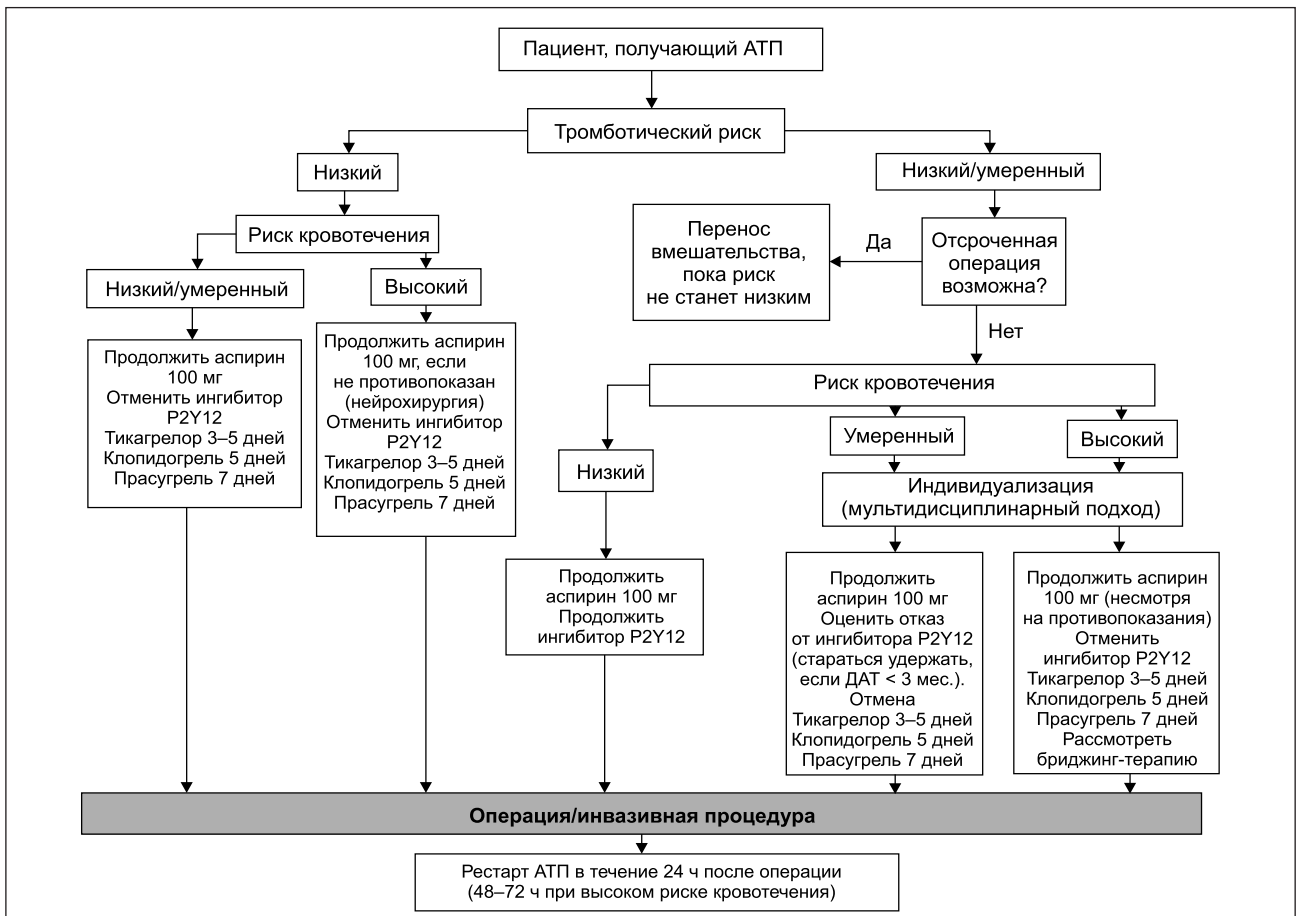 Пациент, получающий АТП
Тромботический риск
Низкий
Риск кровотечения
Низкий/умеренный
Продолжить аспирин
100 мг
Отменить ингибитор
P2Y12
Тикагрелор 3–5 дней
Клопидогрель 5 дней
Прасугрель 7 дней
Высокий
Продолжить аспирин
100 мг, если
не противопоказан
(нейрохирургия)
Отменить ингибитор
P2Y12
Тикагрелор 3–5 дней
Клопидогрель 5 дней
Прасугрель 7 дней
Низкий/умеренный
Отсроченная
операция
возможна?
Да
Перенос
вмешательства,
пока риск
не станет низким
Нет
Риск кровотечения
Низкий
Продолжить
аспирин 100 мг
Продолжить
ингибитор P2Y12
Умеренный
Высокий
Индивидуализация
(мультидисциплинарный подход)
Продолжить
аспирин 100 мг
Оценить отказ
от ингибитора P2Y12
(стараться удержать,
если ДАТ < 3 мес.).
Отмена
Тикагрелор 3–5 дней
Клопидогрель 5 дней
Прасугрель 7 дней
Продолжить аспирин
100 мг (несмотря
на противопоказания)
Отменить
ингибитор P2Y12
Тикагрелор 3–5 дней
Клопидогрель 5 дней
Прасугрель 7 дней
Рассмотреть
бриджинг-терапию
Операция/инвазивная процедура
Рестарт АТП в течение 24 ч после операции
(48–72 ч при высоком риске кровотечения)